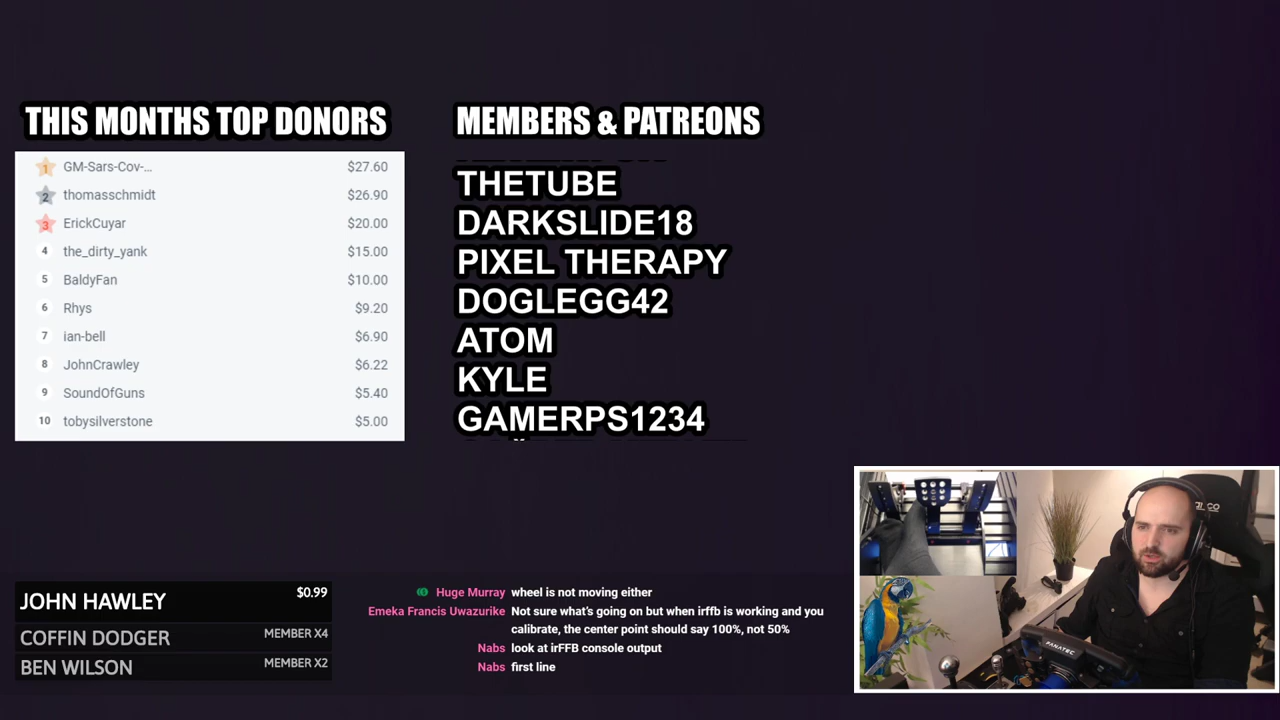 THIS MONTHS TOP DONORS
1 GM-Sars-Cov-... $27.60
2 thomasschmidt $26.90
3 ErickCuyar $20.00
4 the_dirty_yank $15.00
5 BaldyFan $10.00
6 Rhys $9.20
7 ian-bell $6.90
8 JohnCrawley $6.22
9 SoundOfGuns $5.40
10 tobysilverstone $5.00
MEMBERS & PATREONS
THETUBE
DARKSLIDE18
PIXEL THERAPY
DOGLEGG42
ATOM
KYLE
GAMERPS1234
JOHN HAWLEY $0.99
COFFIN DODGER MEMBER X4
BEN WILSON MEMBER X2
Huge Murray wheel is not moving either
Emeka Francis Uwazurike Not sure what's going on but when irffb is working and you
calibrate, the center point should say 100%, not 50%
Nabs look at irFFB console output
Nabs first line
FANATEC